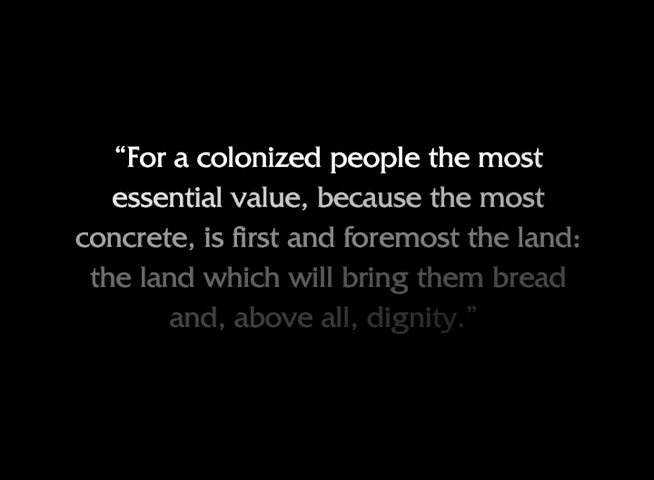 “For a colonized people the most
essential value, because the most
concrete, is first and foremost the land:
the land which will bring them bread
and, above all, dignity.”